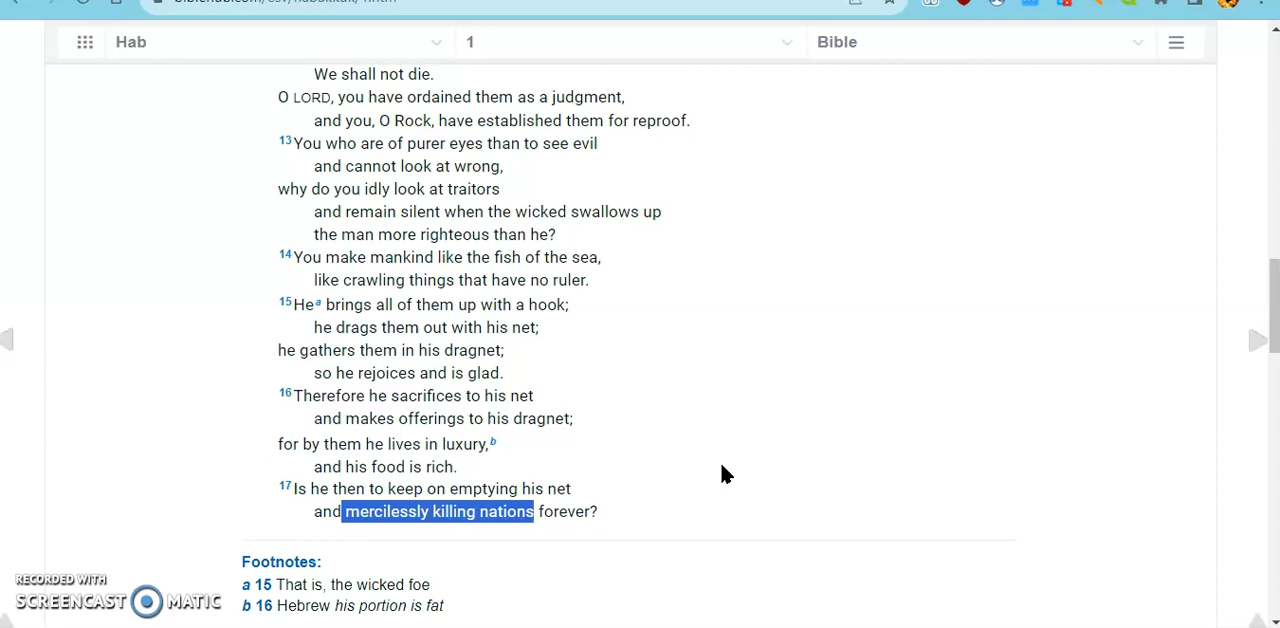 Hab 1 Bible
We shall not die.
O LORD, you have ordained them as a judgment,
and you, O Rock, have established them for reproof.
13 You who are of purer eyes than to see evil
and cannot look at wrong,
why do you idly look at traitors
and remain silent when the wicked swallows up
the man more righteous than he?
14 You make mankind like the fish of the sea,
like crawling things that have no ruler.
15 He a brings all of them up with a hook;
he drags them out with his net;
he gathers them in his dragnet;
so he rejoices and is glad.
16 Therefore he sacrifices to his net
and makes offerings to his dragnet;
for by them he lives in luxury, b
and his food is rich.
17 Is he then to keep on emptying his net
and mercilessly killing nations forever?
Footnotes:
a 15 That is, the wicked foe
b 16 Hebrew his portion is fat
RECORDED WITH
SCREENCAST MATIC